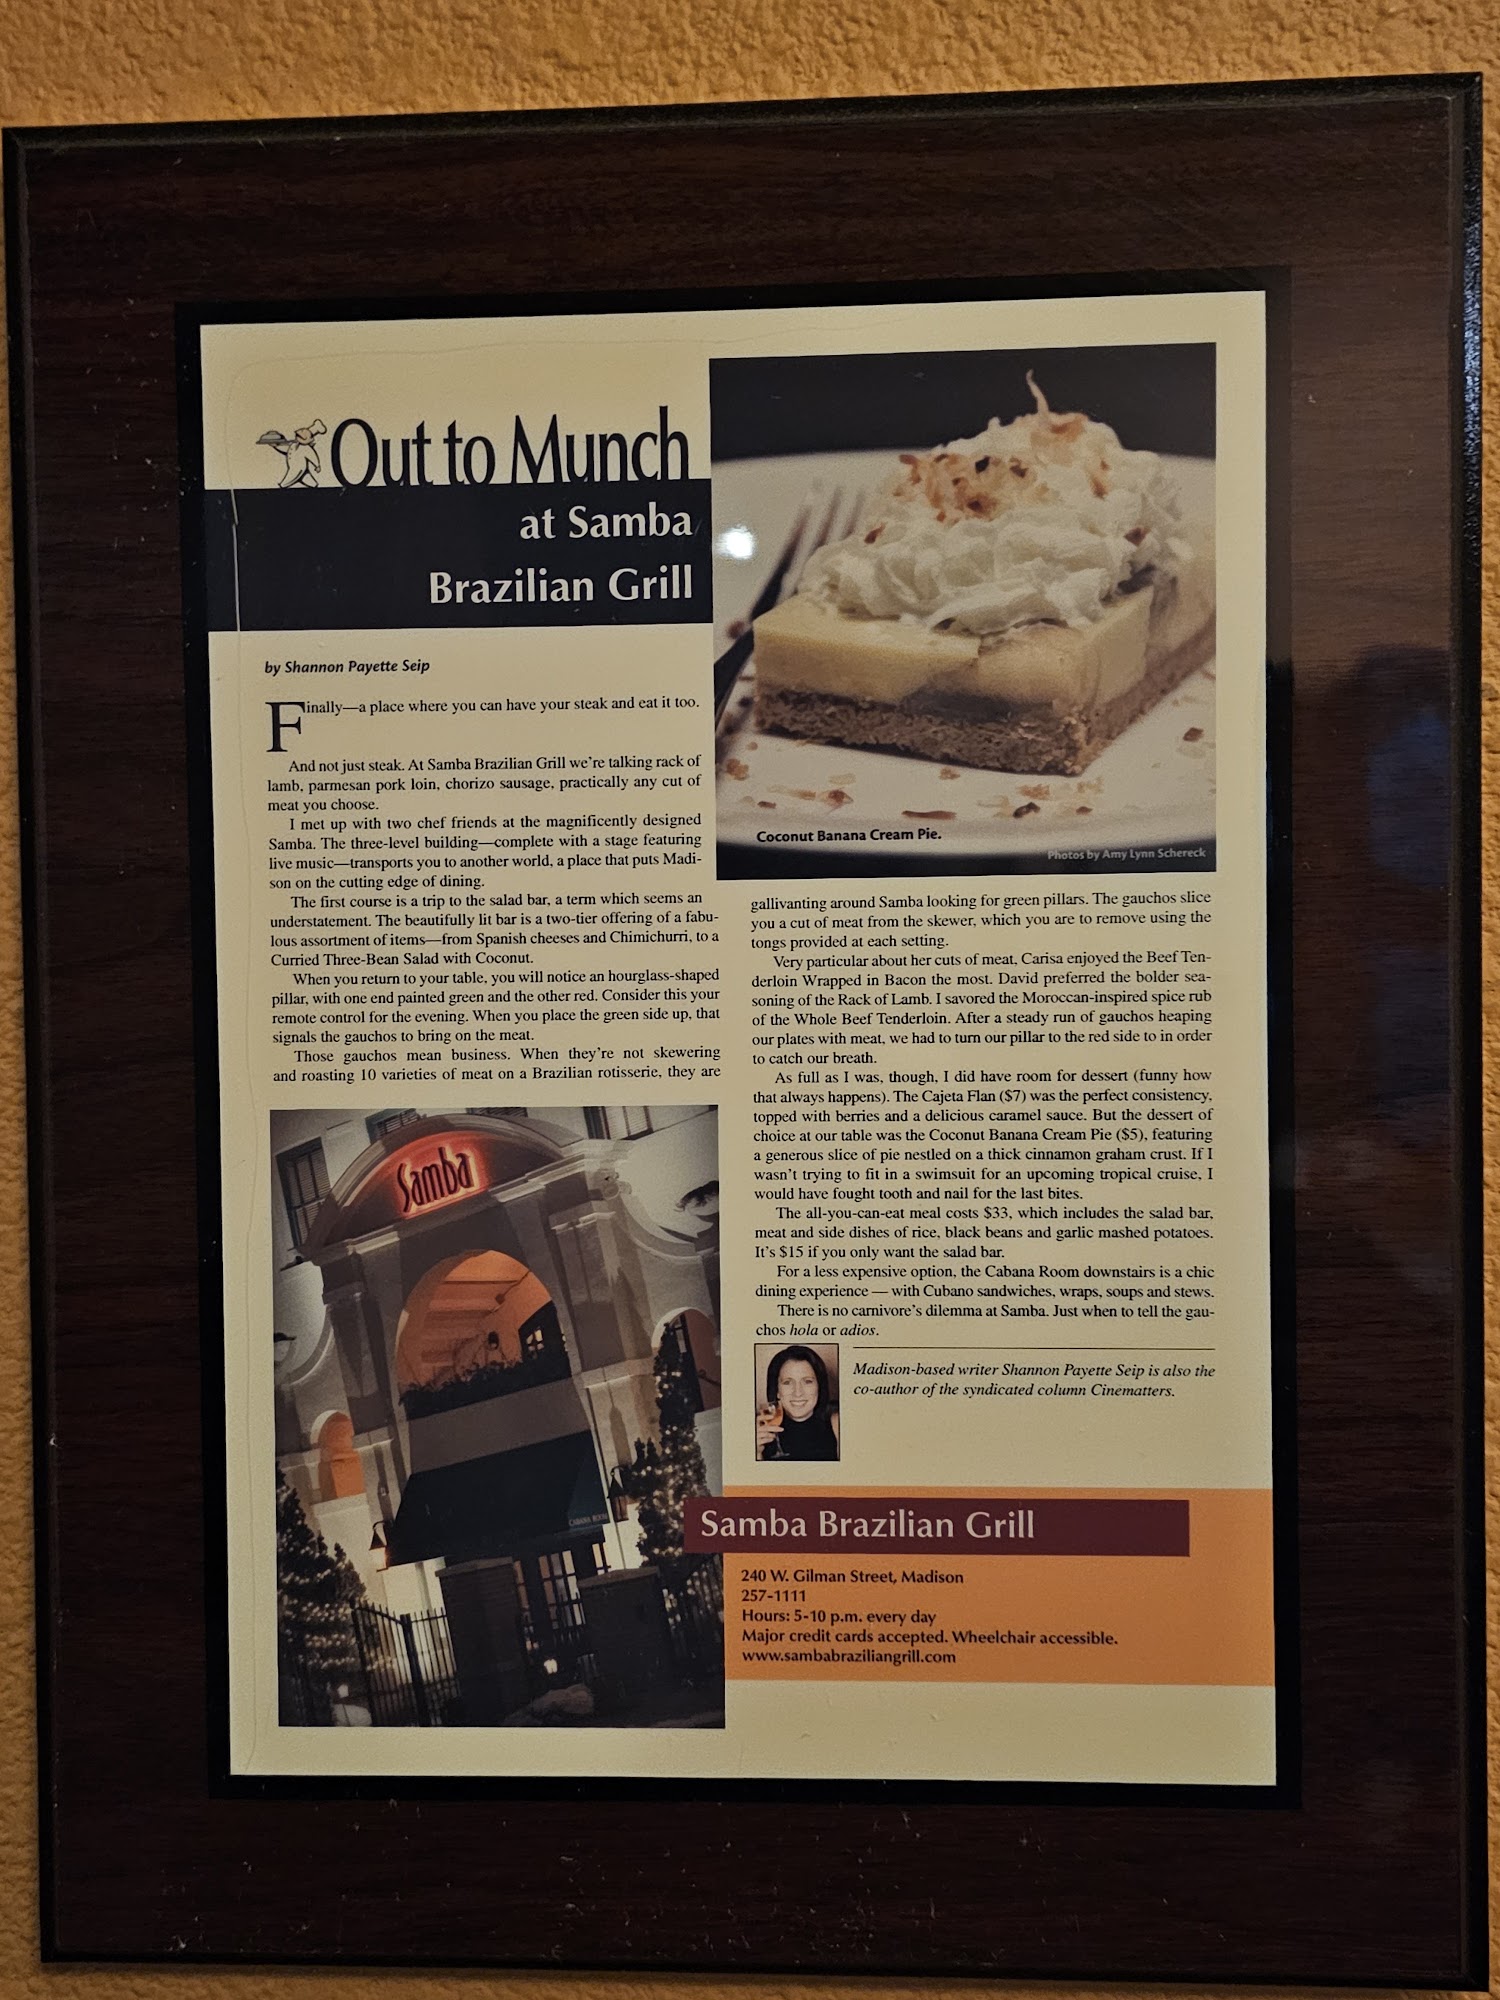 Out to Munch
at Samba
Brazilian Grill
by Shannon Payette Seip
Finally—a place where you can have your steak and eat it too.
And not just steak. At Samba Brazilian Grill we're talking rack of
lamb, parmesan pork loin, chorizo sausage, practically any cut of
meat you choose.
I met up with two chef friends at the magnificently designed
Samba. The three-level building—complete with a stage featuring
live music—transports you to another world, a place that puts Madi-
son on the cutting edge of dining.
The first course is a trip to the salad bar, a term which seems an
understatement. The beautifully lit bar is a two-tier offering of a fabu-
lous assortment of items—from Spanish cheeses and Chimichurri, to a
Curried Three-Bean Salad with Coconut.
When you return to your table, you will notice an hourglass-shaped
pillar, with one end painted green and the other red. Consider this your
remote control for the evening. When you place the green side up, that
signals the gauchos to bring on the meat.
Those gauchos mean business. When they're not skewering
and roasting 10 varieties of meat on a Brazilian rotisserie, they are
Samba
CABANA ROOM
Coconut Banana Cream Pie.
Photos by Amy Lynn Schereck
gallivanting around Samba looking for green pillars. The gauchos slice
you a cut of meat from the skewer, which you are to remove using the
tongs provided at each setting.
Very particular about her cuts of meat, Carisa enjoyed the Beef Ten-
derloin Wrapped in Bacon the most. David preferred the bolder sea-
soning of the Rack of Lamb. I savored the Moroccan-inspired spice rub
of the Whole Beef Tenderloin. After a steady run of gauchos heaping
our plates with meat, we had to turn our pillar to the red side to in order
to catch our breath.
As full as I was, though, I did have room for dessert (funny how
that always happens). The Cajeta Flan ($7) was the perfect consistency,
topped with berries and a delicious caramel sauce. But the dessert of
choice at our table was the Coconut Banana Cream Pie ($5), featuring
a generous slice of pie nestled on a thick cinnamon graham crust. If I
wasn't trying to fit in a swimsuit for an upcoming tropical cruise, I
would have fought tooth and nail for the last bites.
The all-you-can-eat meal costs $33, which includes the salad bar,
meat and side dishes of rice, black beans and garlic mashed potatoes.
It's $15 if you only want the salad bar.
For a less expensive option, the Cabana Room downstairs is a chic
dining experience — with Cubano sandwiches, wraps, soups and stews.
There is no carnivore's dilemma at Samba. Just when to tell the gau-
chos hola or adios.
Madison-based writer Shannon Payette Seip is also the
co-author of the syndicated column Cinematters.
Samba Brazilian Grill
240 W. Gilman Street, Madison
257-1111
Hours: 5-10 p.m. every day
Major credit cards accepted. Wheelchair accessible.
www.sambabraziliangrill.com